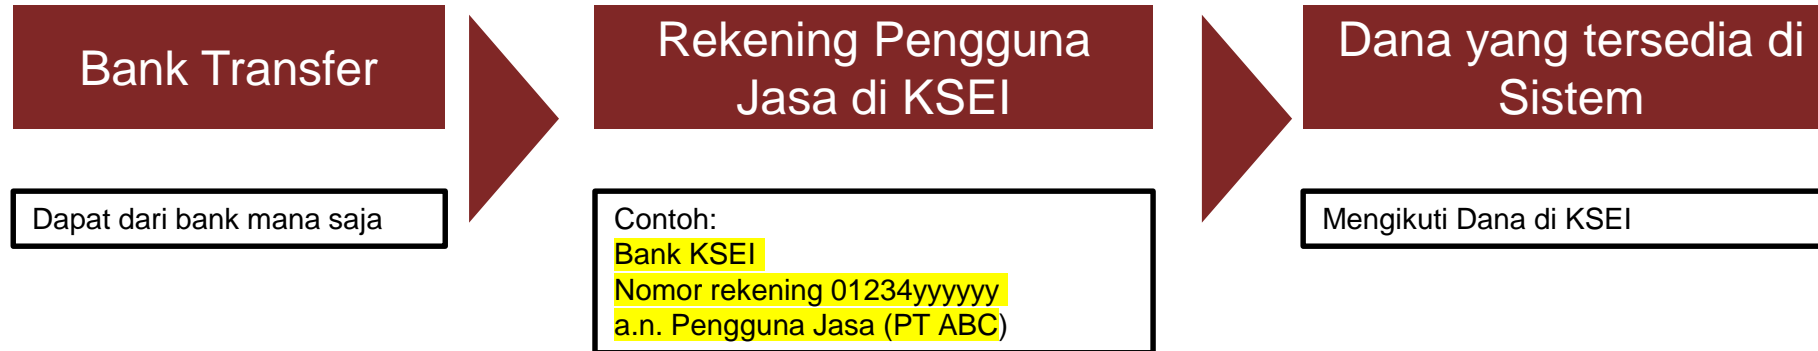 Bank Transfer
Rekening Pengguna
Jasa di KSEI
Dana yang tersedia di
Sistem
Dapat dari bank mana saja
Contoh:
Bank KSEI
Nomor rekening 01234yyyyyy
a.n. Pengguna Jasa (PT ABC)
Mengikuti Dana di KSEI